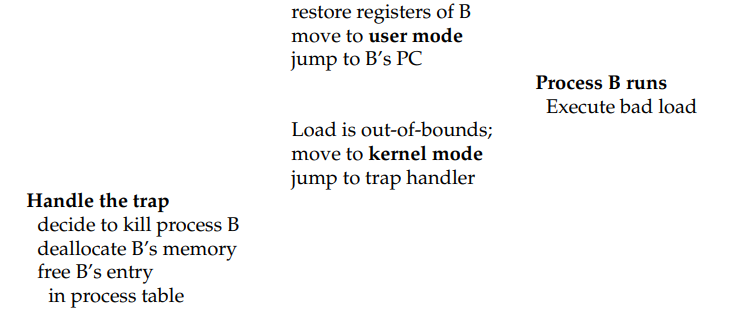 restore registers of B
move to user mode
jump to B’s PC
Process B runs
Execute bad load
Load is out-of-bounds;
move to kernel mode
jump to trap handler
Handle the trap
decide to kill process B
deallocate B’s memory
free B’s entry
in process table